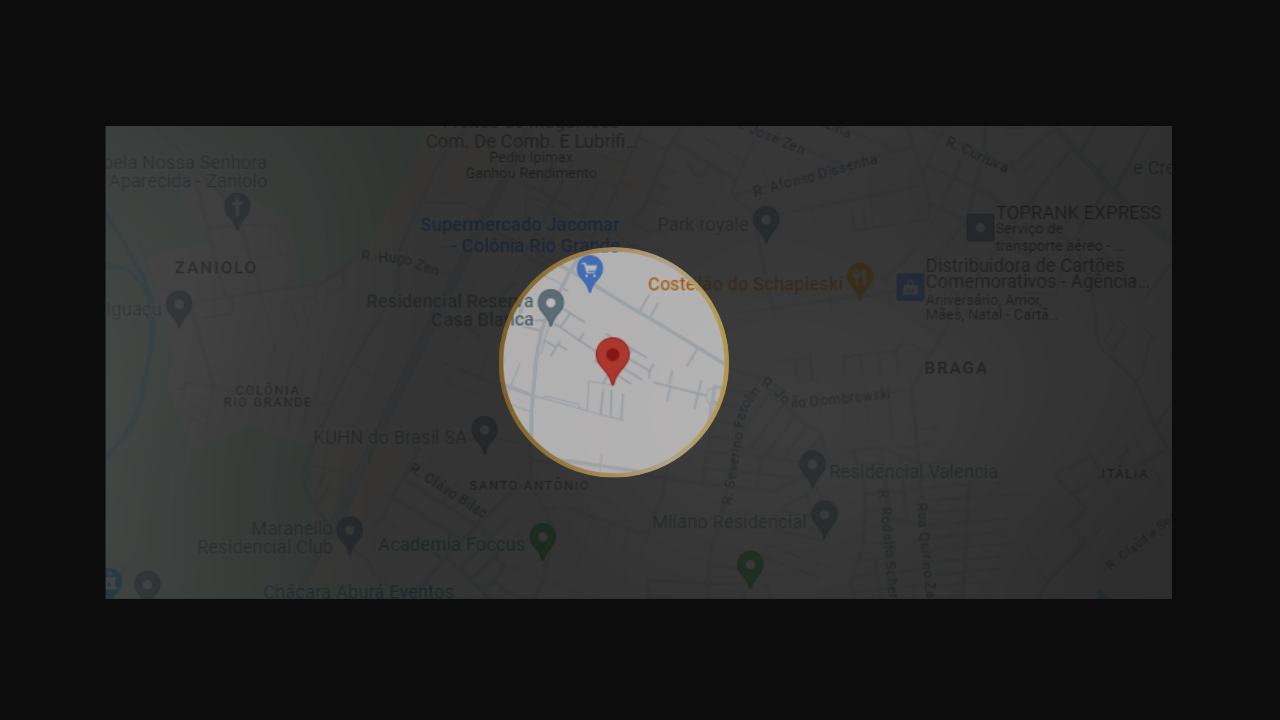 Com. De Comb. E Lubrifi...
Pediu Ipimax
Ganhou Rendimento
José Zen
R. Afonso Dissenha
R. Curiuva
e Cre
pela Nossa Senhora
Aparecida - Zaniolo
Supermercado Jacomar
- Colônia Rio Grande
Park royale
TOPRANK EXPRESS
Serviço de
transporte aéreo - ...
ZANIOLO
R. Hugo Zen
Costelão do Schapieski
Distribuidora de Cartões
Comemorativos - Agência...
Aniversário, Amor,
Mães, Natal - Cartã...
Iguaçu
Residencial Reserva
Casa Blanca
BRAGA
COLÔNIA
RIO GRANDE
R. João Dombrowski
R. Severino Fatolin
KUHN do Brasil SA
R. Olavo Bilac
SANTO ANTÔNIO
Residencial Valencia
ITÁLIA
Maranello
Residencial Club
Academia Foccus
Milano Residencial
R. Rodolfo Scher
Rua Quirino Za
R. Claudio So
Chácara Aburá Eventos